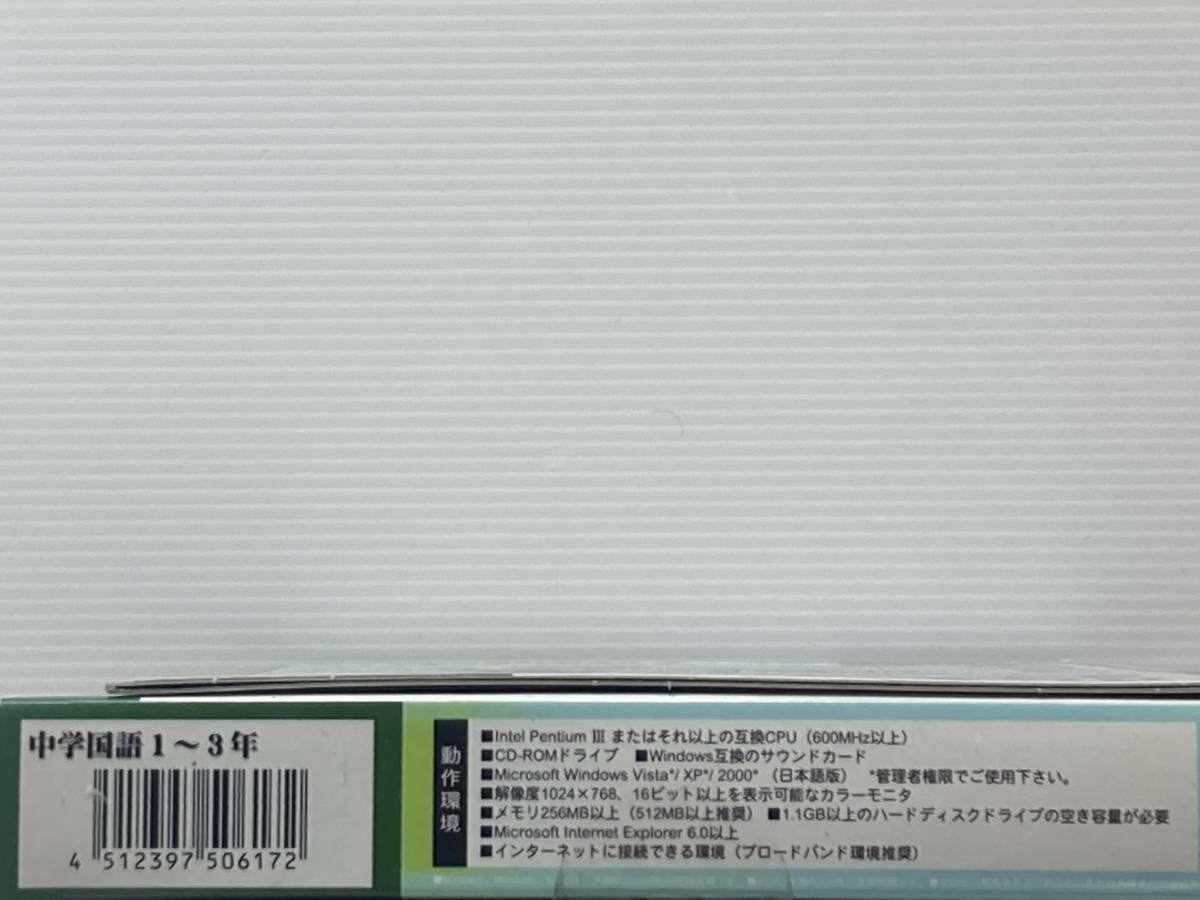 中学国語1〜3年
4 512397 506172
動作環境
■Intel Pentium Ⅲ またはそれ以上の互換CPU（600MHz以上）
■CD-ROMドライブ ■Windows互換のサウンドカード
■Microsoft Windows Vista*/ XP*/ 2000* （日本語版） *管理者権限でご使用下さい。
■解像度1024×768、16ビット以上を表示可能なカラーモニタ
■メモリ256MB以上（512MB以上推奨） ■1.1GB以上のハードディスクドライブの空き容量が必要
■Microsoft Internet Explorer 6.0以上
■インターネットに接続できる環境（ブロードバンド環境推奨）